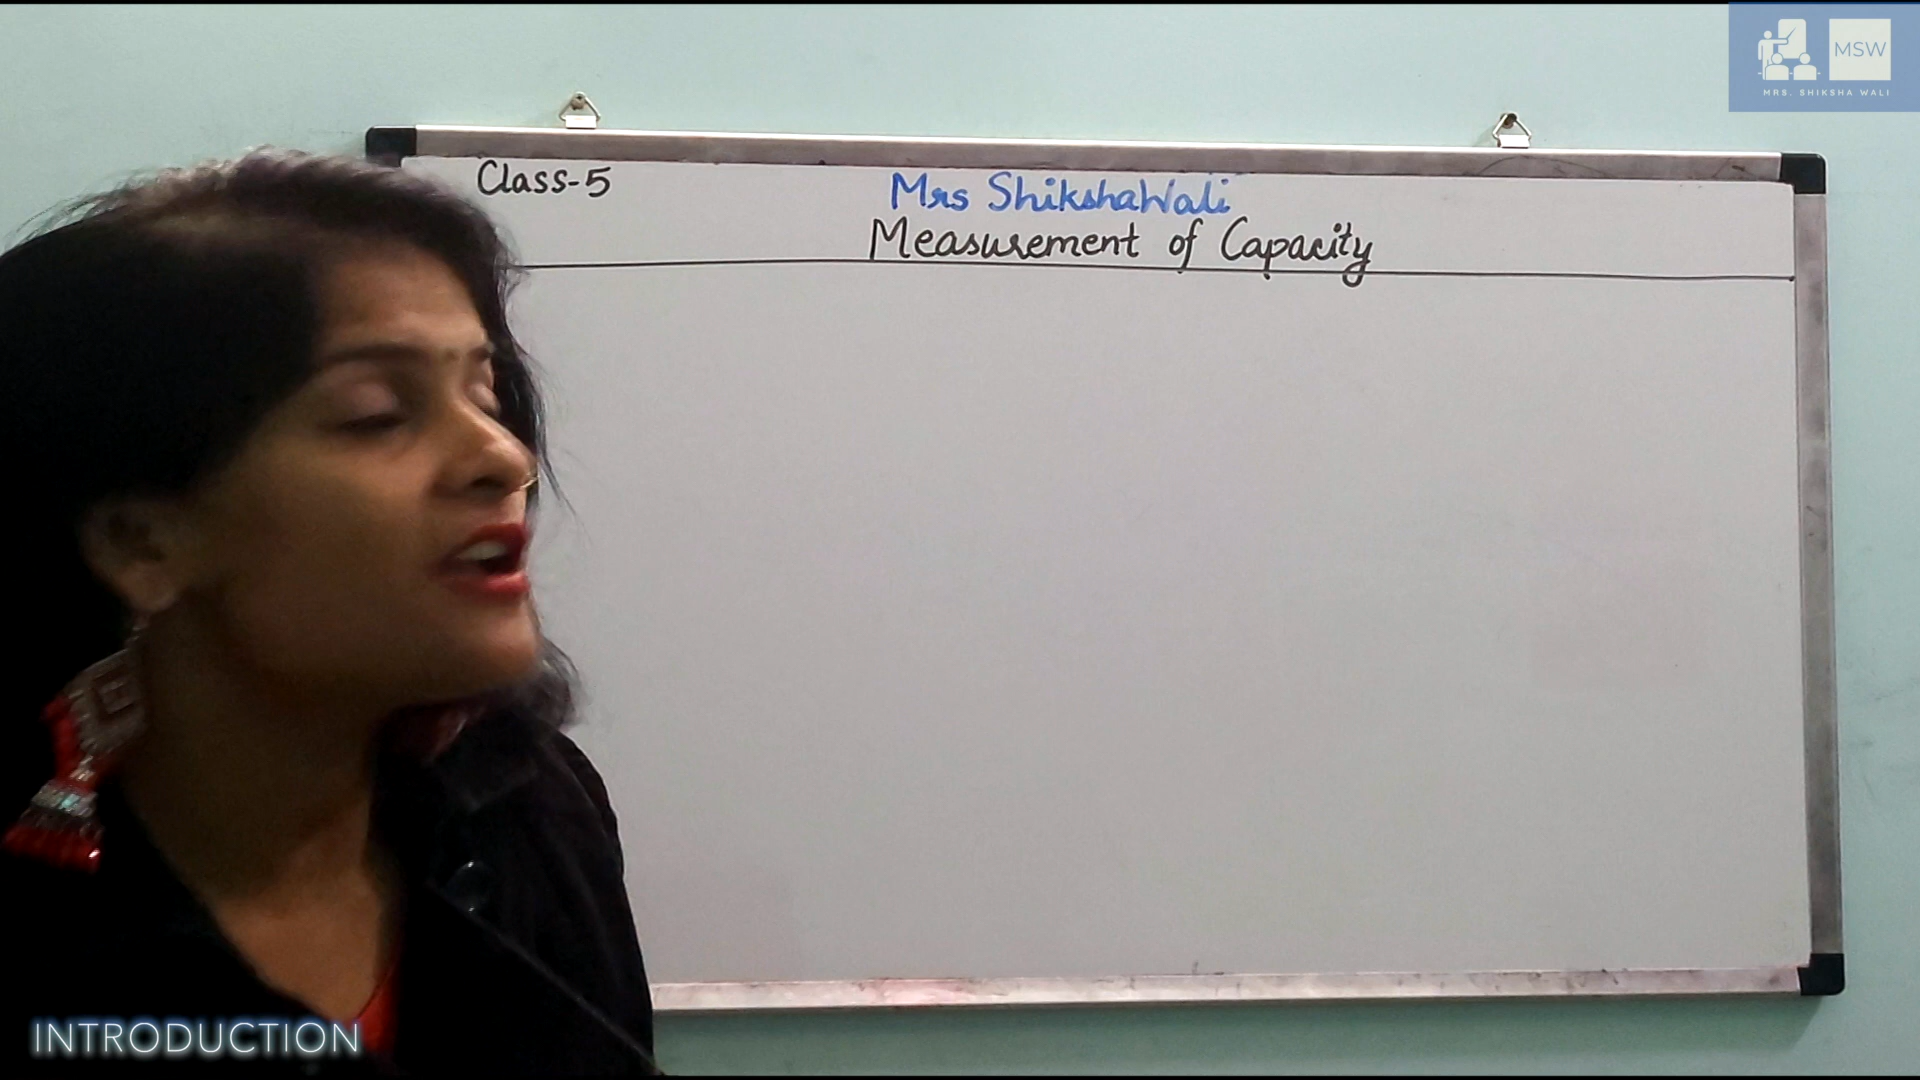 MSW
MRS. SHIKSHA WALI
Class-5
Mrs ShikshaWali
Measurement of Capacity
INTRODUCTION